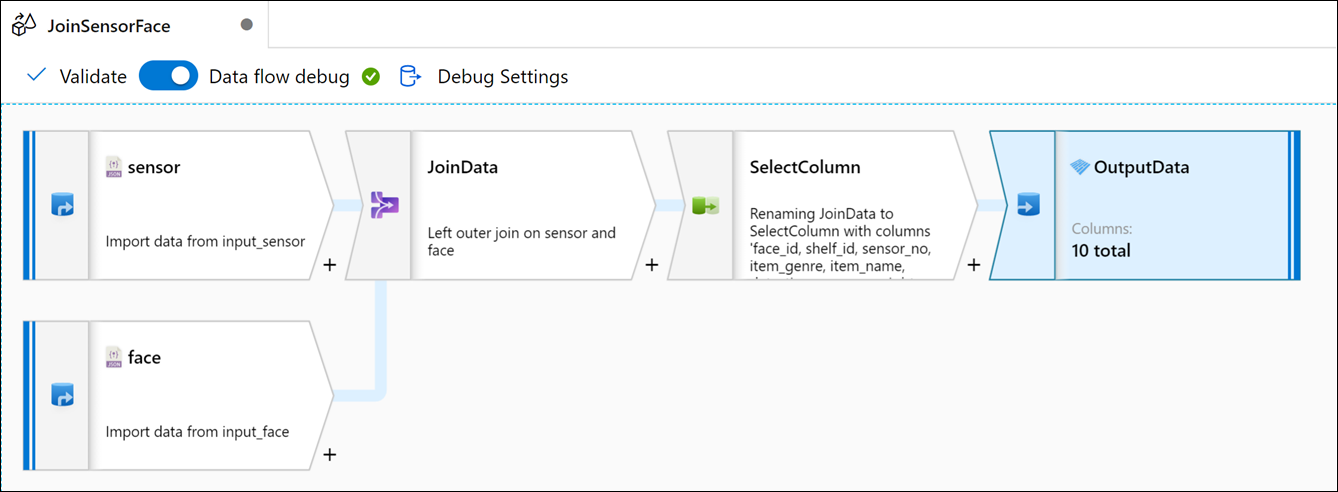 JoinSensorFace
Validate
Data flow debug
Debug Settings
sensor
Import data from input_sensor
+
JoinData
Left outer join on sensor and
face
+
SelectColumn
Renaming JoinData to
SelectColumn with columns
'face_id, shelf_id, sensor_no,
item_genre, item_name,
+
OutputData
Columns:
10 total
JSON
face
Import data from input_face
+
JSON